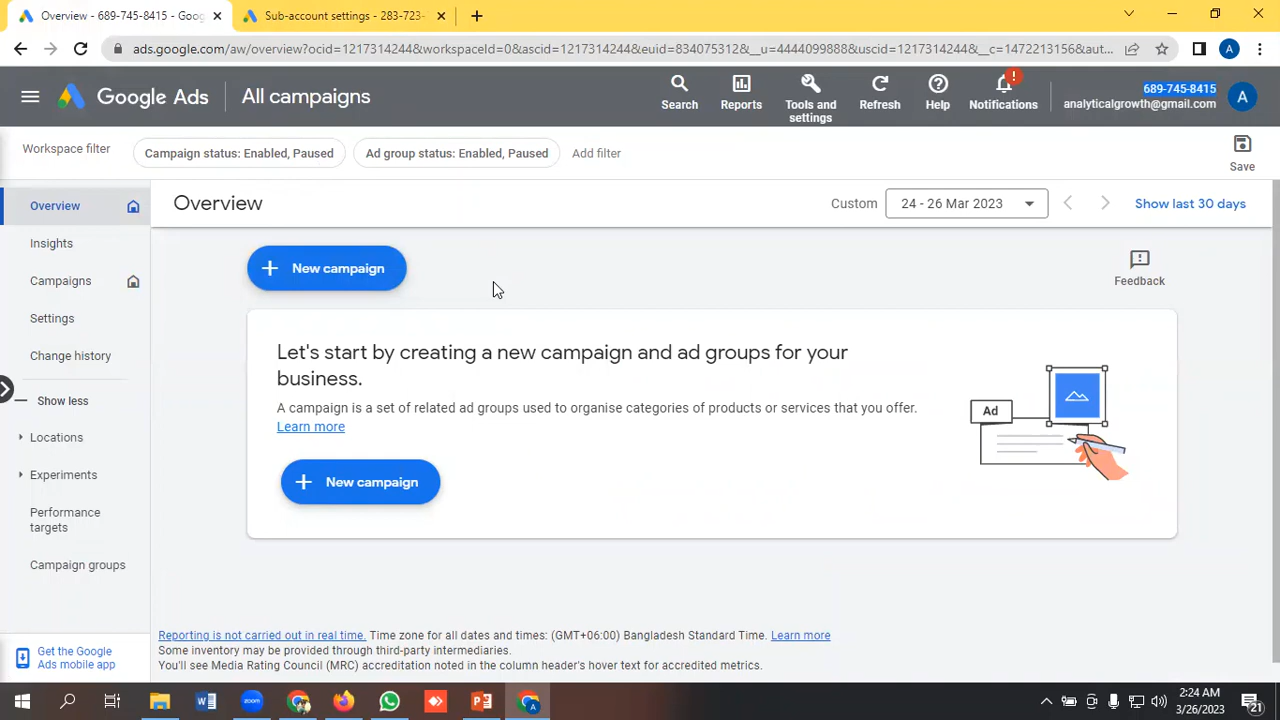 Overview - 689-745-8415 - Goog
Sub-account settings - 283-723-
ads.google.com/aw/overview?ocid=1217314244&workspaceId=0&ascid=1217314244&euid=834075312&__u=4444099888&uscid=1217314244&__c=1472213156&aut...
A
Google Ads
All campaigns
Search
Reports
Tools and
settings
Refresh
Help
!
Notifications
689-745-8415
analyticalgrowth@gmail.com
A
Workspace filter
Campaign status: Enabled, Paused
Ad group status: Enabled, Paused
Add filter
Save
Overview
Insights
Campaigns
Settings
Change history
Show less
Locations
Experiments
Performance
targets
Campaign groups
Get the Google
Ads mobile app
Overview
Custom
24 - 26 Mar 2023
Show last 30 days
New campaign
Feedback
Let's start by creating a new campaign and ad groups for your
business.
A campaign is a set of related ad groups used to organise categories of products or services that you offer.
Learn more
New campaign
Ad
Reporting is not carried out in real time. Time zone for all dates and times: (GMT+06:00) Bangladesh Standard Time. Learn more
Some inventory may be provided through third-party intermediaries.
You'll see Media Rating Council (MRC) accreditation noted in the column header's hover text for accredited metrics.
zoom
2:24 AM
3/26/2023
21